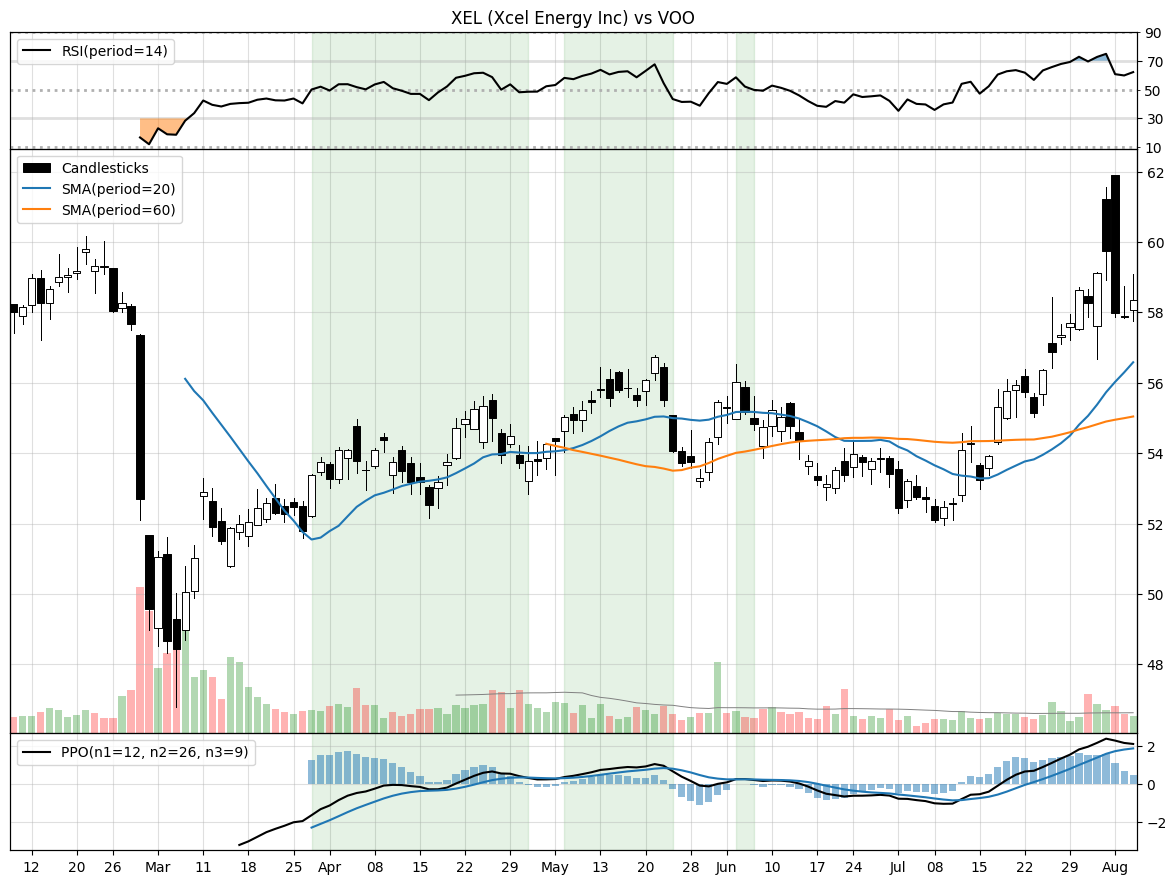 XEL (Xcel Energy Inc) vs VOO
RSI(period=14)
90
70
50
30
10
Candlesticks
SMA(period=20)
SMA(period=60)
62
60
58
56
54
52
50
48
PPO(n1=12, n2=26, n3=9)
2
0
−2
12 20 26 Mar 11 18 25 Apr 08 15 22 29 May 13 20 28 Jun 10 17 24 Jul 08 15 22 29 Aug